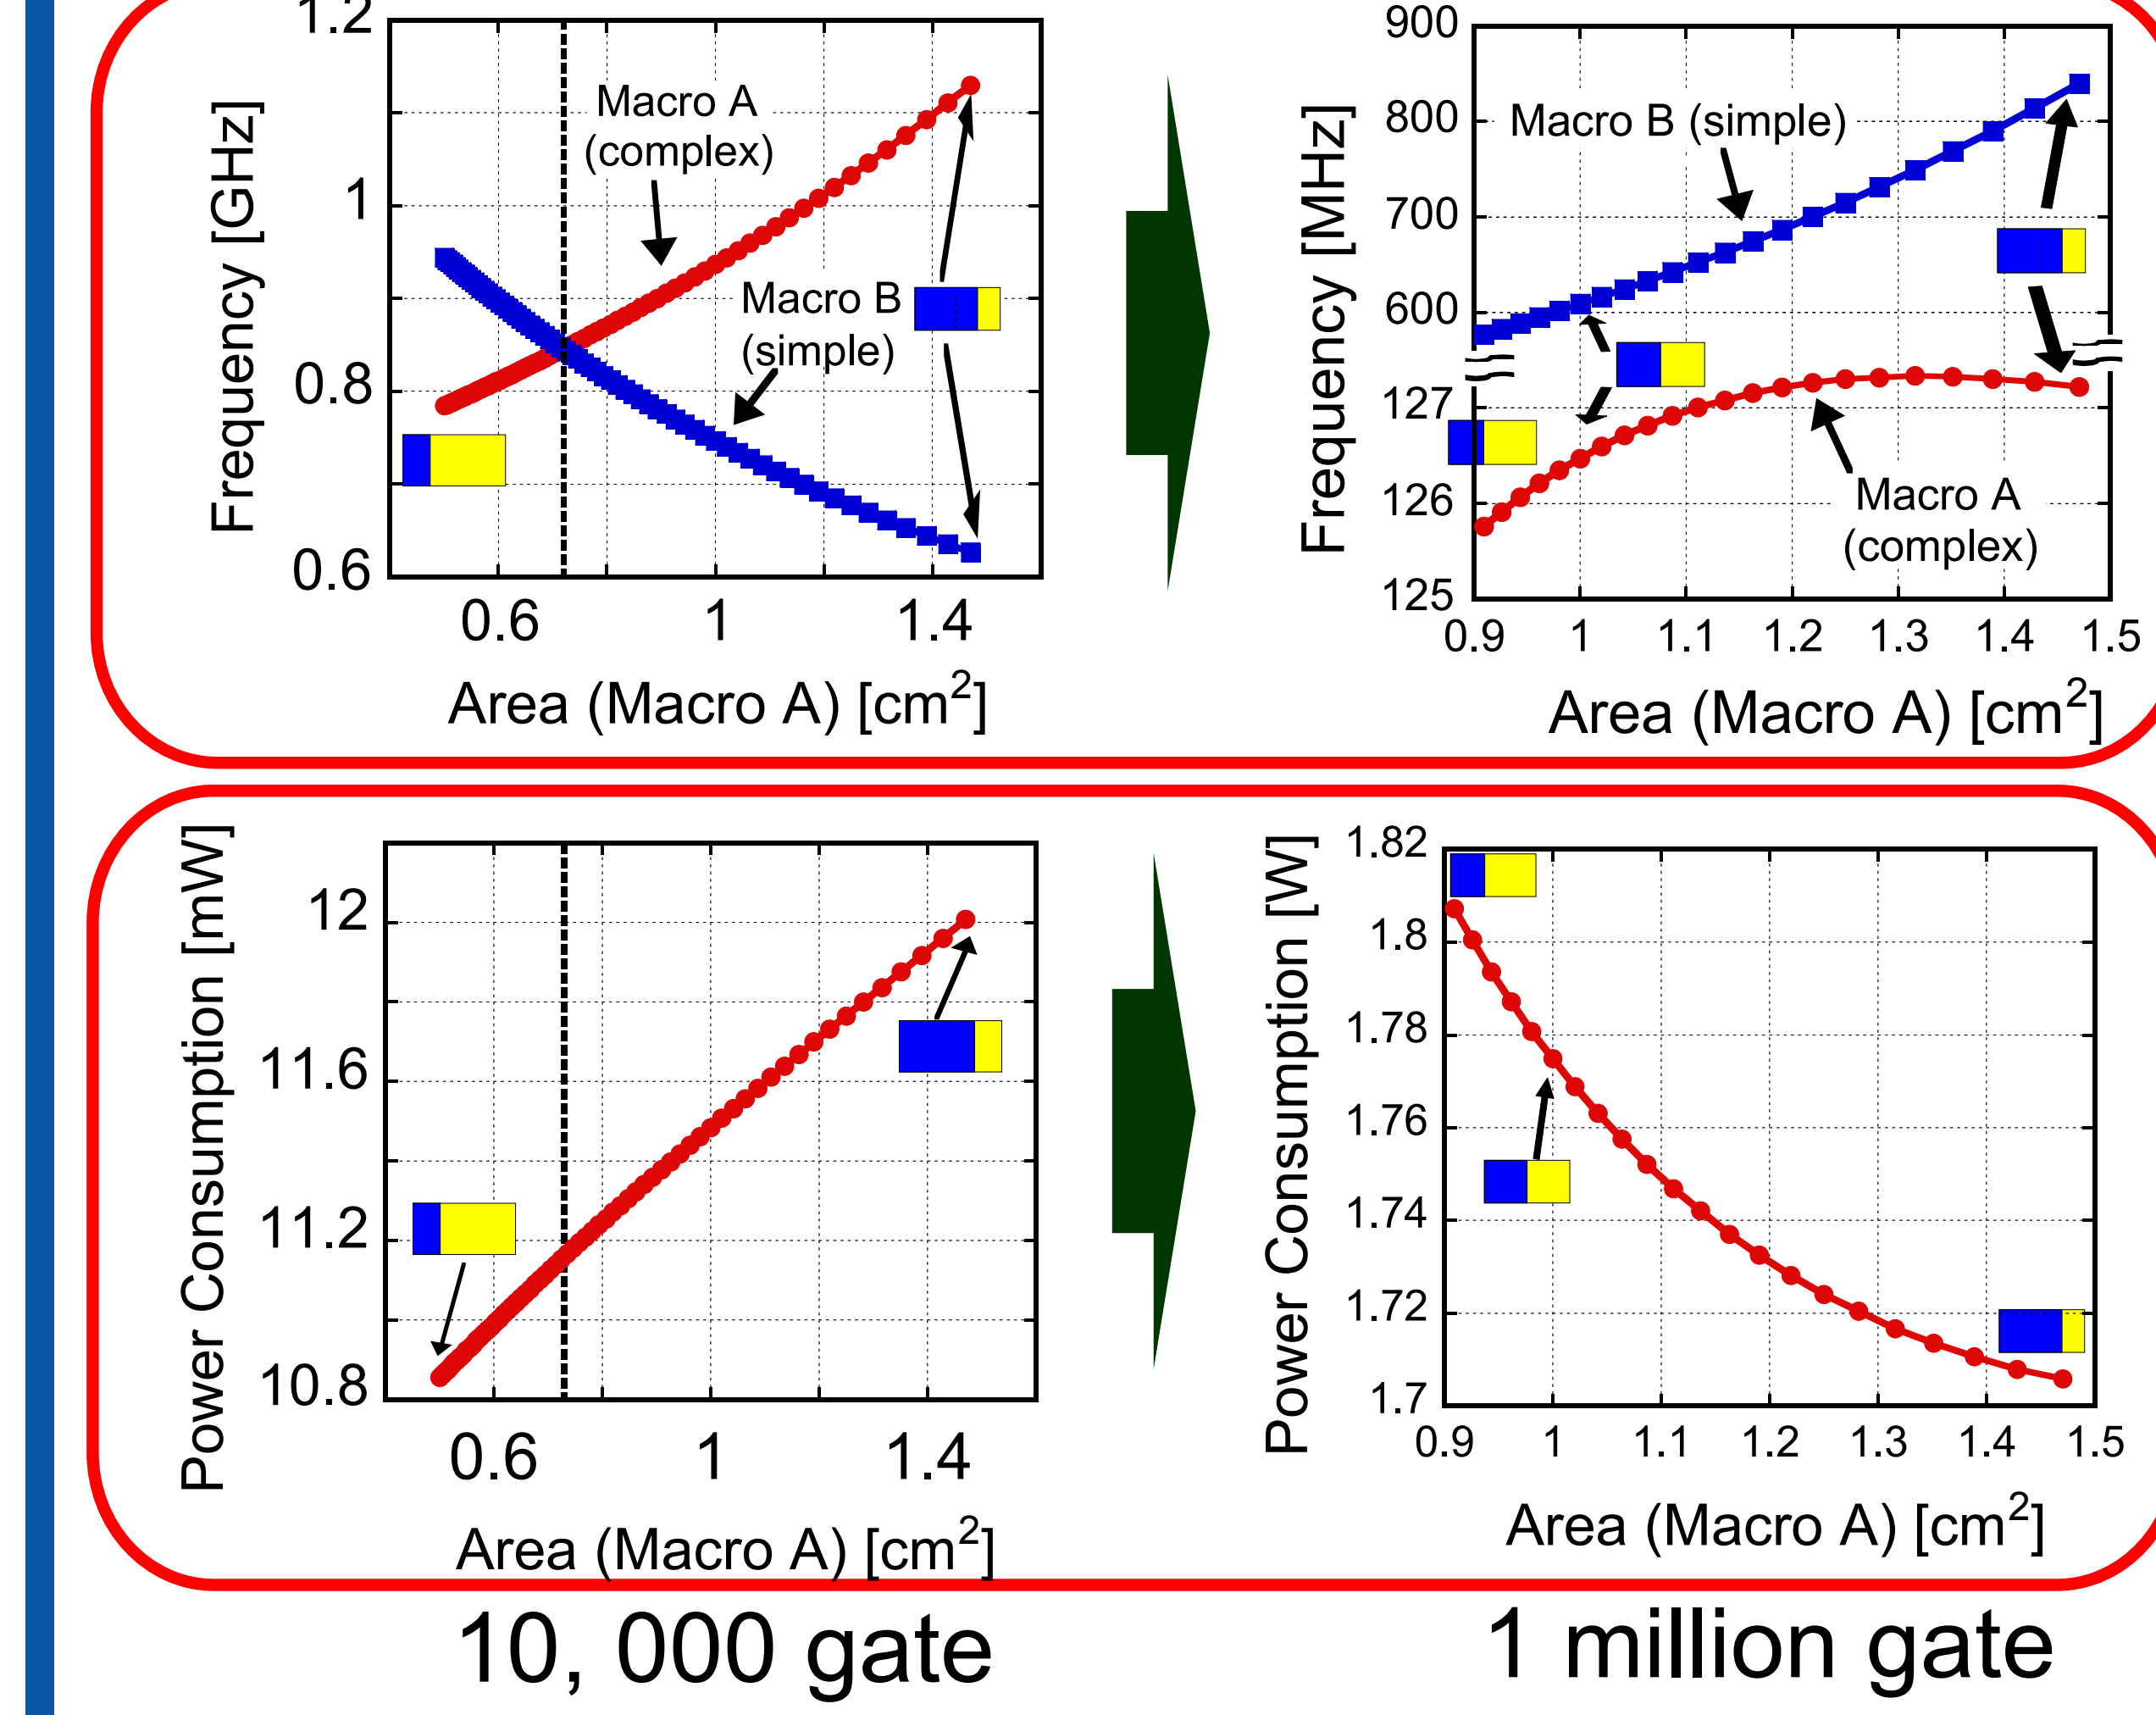 1.2
1
0.8
0.6
Frequency [GHz]
Macro A
(complex)
Macro B
(simple)
0.6 1 1.4
Area (Macro A) [cm²]
900
800
700
600
127
126
125
Frequency [MHz]
Macro B (simple)
Macro A
(complex)
0.9 1 1.1 1.2 1.3 1.4 1.5
Area (Macro A) [cm²]
12
11.6
11.2
10.8
Power Consumption [mW]
0.6 1 1.4
Area (Macro A) [cm²]
10, 000 gate
1.82
1.8
1.78
1.76
1.74
1.72
1.7
Power Consumption [W]
0.9 1 1.1 1.2 1.3 1.4 1.5
Area (Macro A) [cm²]
1 million gate